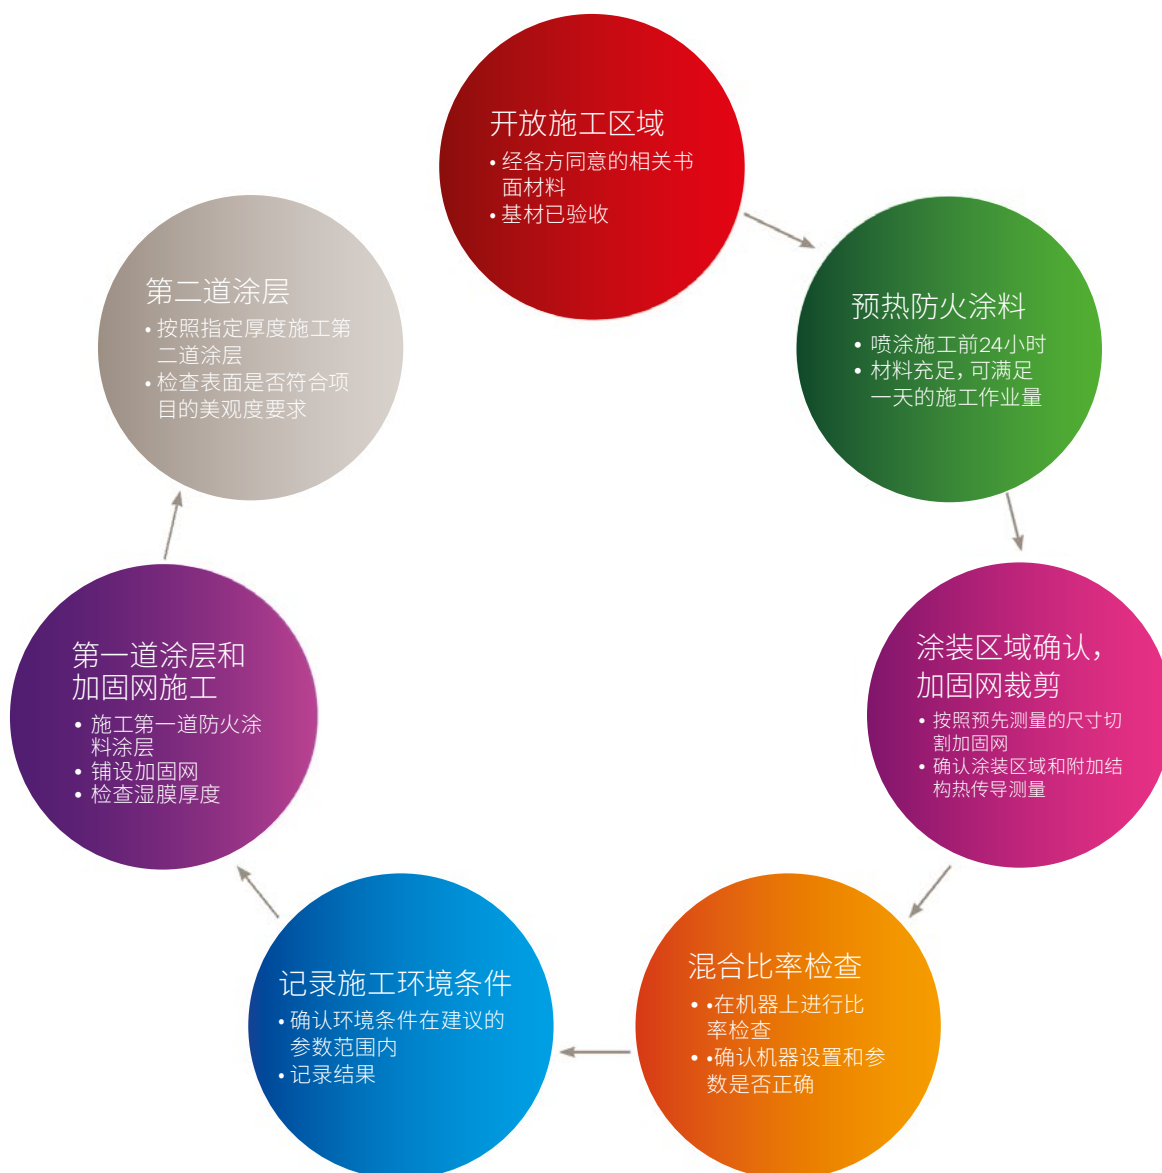 开放施工区域
• 经各方同意的相关书
面材料
• 基材已验收
预热防火涂料
• 喷涂施工前24小时
• 材料充足，可满足
一天的施工作业量
涂装区域确认，
加固网裁剪
• 按照预先测量的尺寸切
割加固网
• 确认涂装区域和附加结
构热传导测量
混合比率检查
• •在机器上进行比
率检查
• •确认机器设置和参
数是否正确
记录施工环境条件
• 确认环境条件在建议的
参数范围内
• 记录结果
第一道涂层和
加固网施工
• 施工第一道防火涂
料涂层
• 铺设加固网
• 检查湿膜厚度
第二道涂层
• 按照指定厚度施工第
二道涂层
• 检查表面是否符合项
目的美观度要求